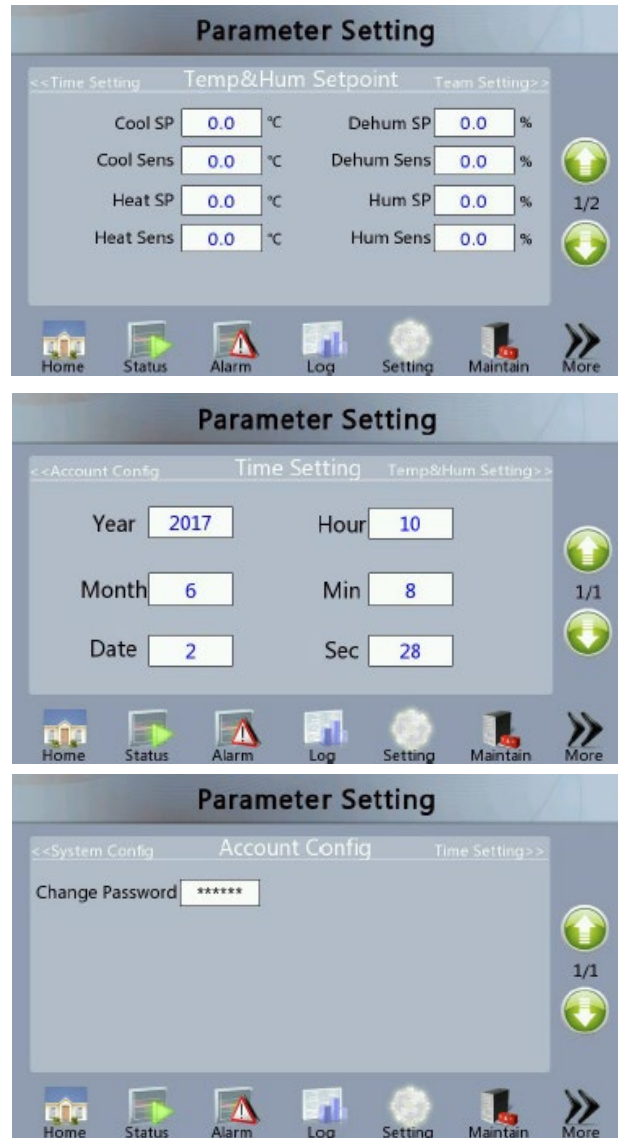 Parameter Setting
<<Time Setting Temp&Hum Setpoint Team Setting>>
Cool SP 0.0 ℃ Dehum SP 0.0 %
Cool Sens 0.0 ℃ Dehum Sens 0.0 %
Heat SP 0.0 ℃ Hum SP 0.0 % 1/2
Heat Sens 0.0 ℃ Hum Sens 0.0 %
Home Status Alarm Log Setting Maintain More
Parameter Setting
<<Account Config Time Setting Temp&Hum Setting>>
Year 2017 Hour 10
Month 6 Min 8 1/1
Date 2 Sec 28
Home Status Alarm Log Setting Maintain More
Parameter Setting
<<System Config Account Config Time Setting>>
Change Password ******
1/1
Home Status Alarm Log Setting Maintain More